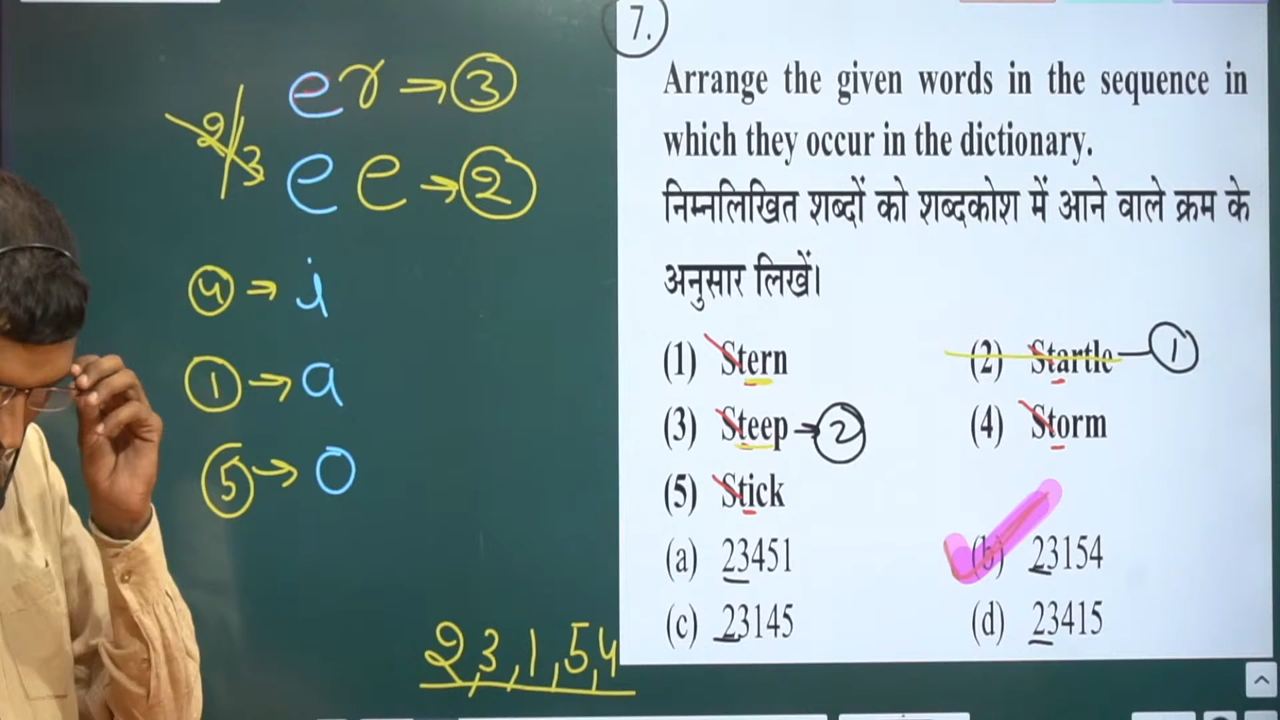 er → 3
2/3
ee → 2
4 → i
1 → a
5 → o
2,3,1,5,4
7.
Arrange the given words in the sequence in
which they occur in the dictionary.
निम्नलिखित शब्दों को शब्दकोश में आने वाले क्रम के
अनुसार लिखें।
(1) Stern (2) Startle – 1
(3) Steep → 2 (4) Storm
(5) Stick
(a) 23451 (b) 23154
(c) 23145 (d) 23415